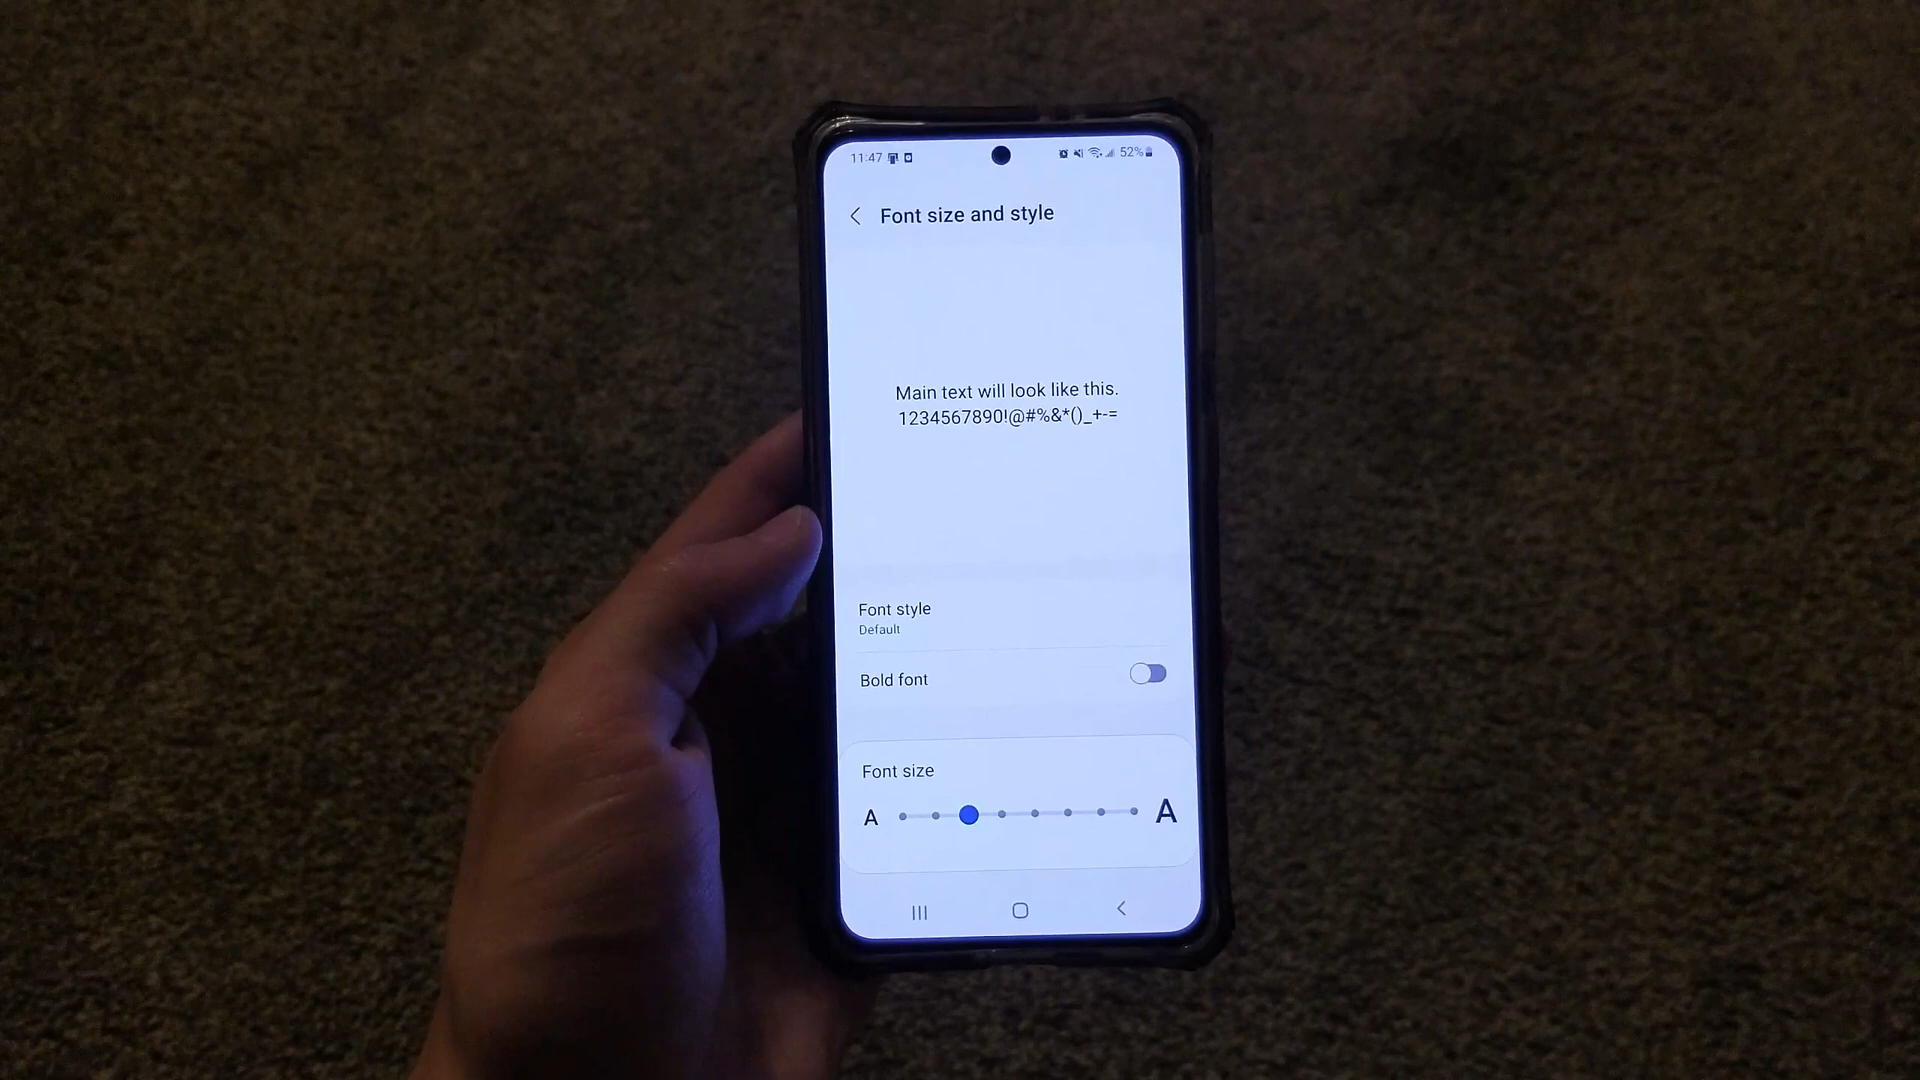 11:47 52%
Font size and style
Main text will look like this.
1234567890!@#%&*()_+-=
Font style
Default
Bold font
Font size
A A